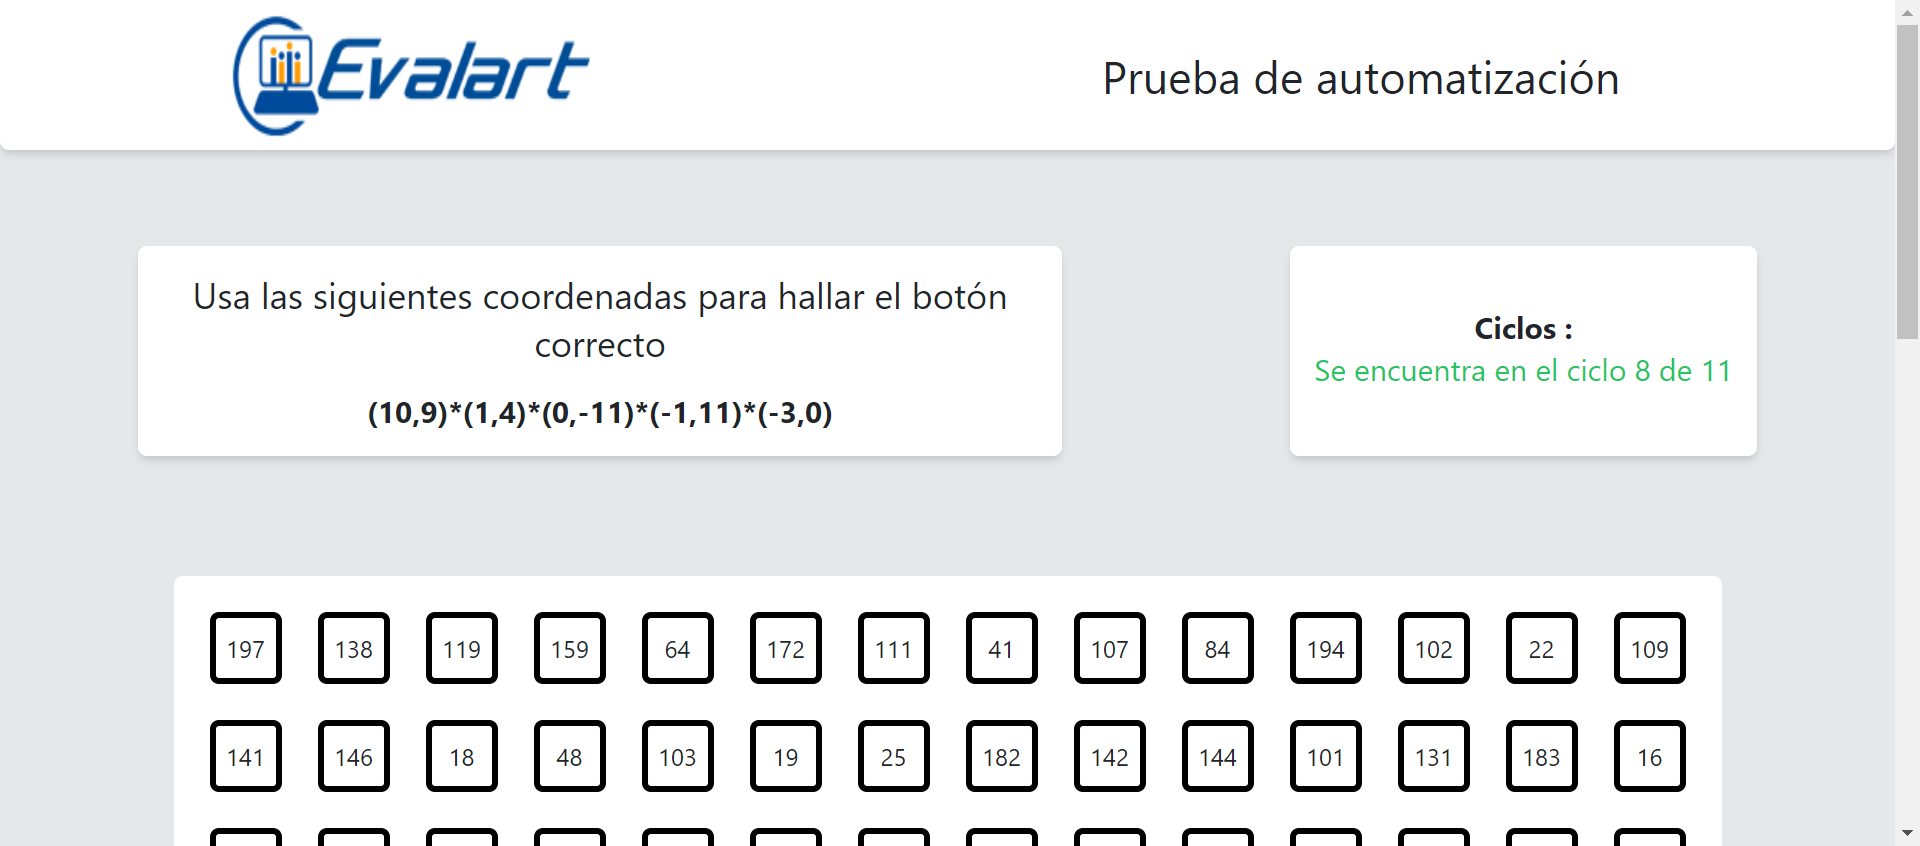 Evalart
Prueba de automatización
Usa las siguientes coordenadas para hallar el botón
correcto
(10,9)*(1,4)*(0,-11)*(-1,11)*(-3,0)
Ciclos :
Se encuentra en el ciclo 8 de 11
197 138 119 159 64 172 111 41 107 84 194 102 22 109
141 146 18 48 103 19 25 182 142 144 101 131 183 16